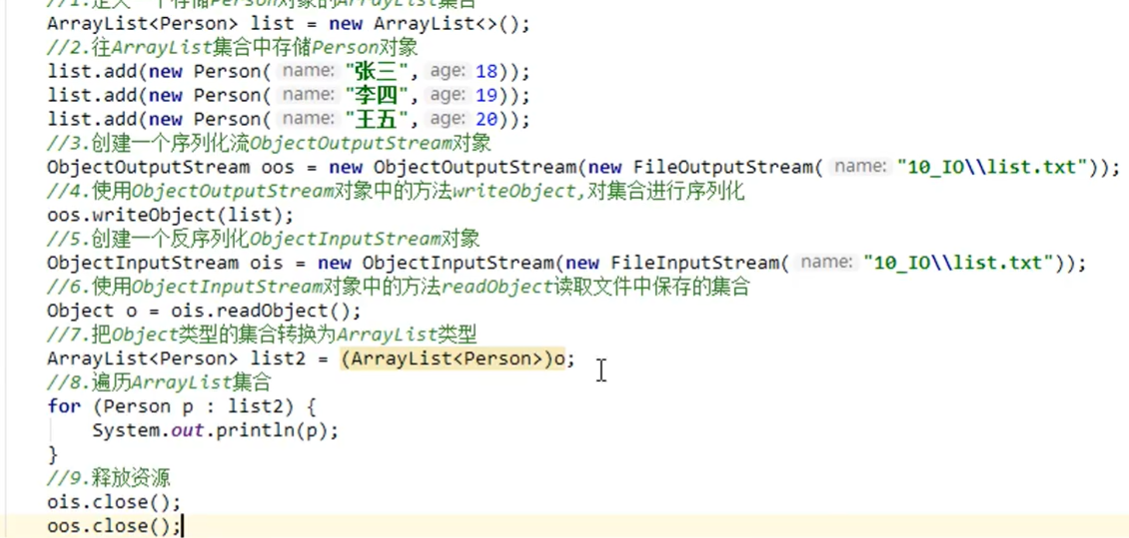 //1.定义一个存储Person对象的ArrayList集合
ArrayList<Person> list = new ArrayList<>();
//2.往ArrayList集合中存储Person对象
list.add(new Person( name: "张三", age: 18));
list.add(new Person( name: "李四", age: 19));
list.add(new Person( name: "王五", age: 20));
//3.创建一个序列化流ObjectOutputStream对象
ObjectOutputStream oos = new ObjectOutputStream(new FileOutputStream( name: "10_IO\\list.txt"));
//4.使用ObjectOutputStream对象中的方法writeObject,对集合进行序列化
oos.writeObject(list);
//5.创建一个反序列化ObjectInputStream对象
ObjectInputStream ois = new ObjectInputStream(new FileInputStream( name: "10_IO\\list.txt"));
//6.使用ObjectInputStream对象中的方法readObject读取文件中保存的集合
Object o = ois.readObject();
//7.把Object类型的集合转换为ArrayList类型
ArrayList<Person> list2 = (ArrayList<Person>)o;
//8.遍历ArrayList集合
for (Person p : list2) {
System.out.println(p);
}
//9.释放资源
ois.close();
oos.close();